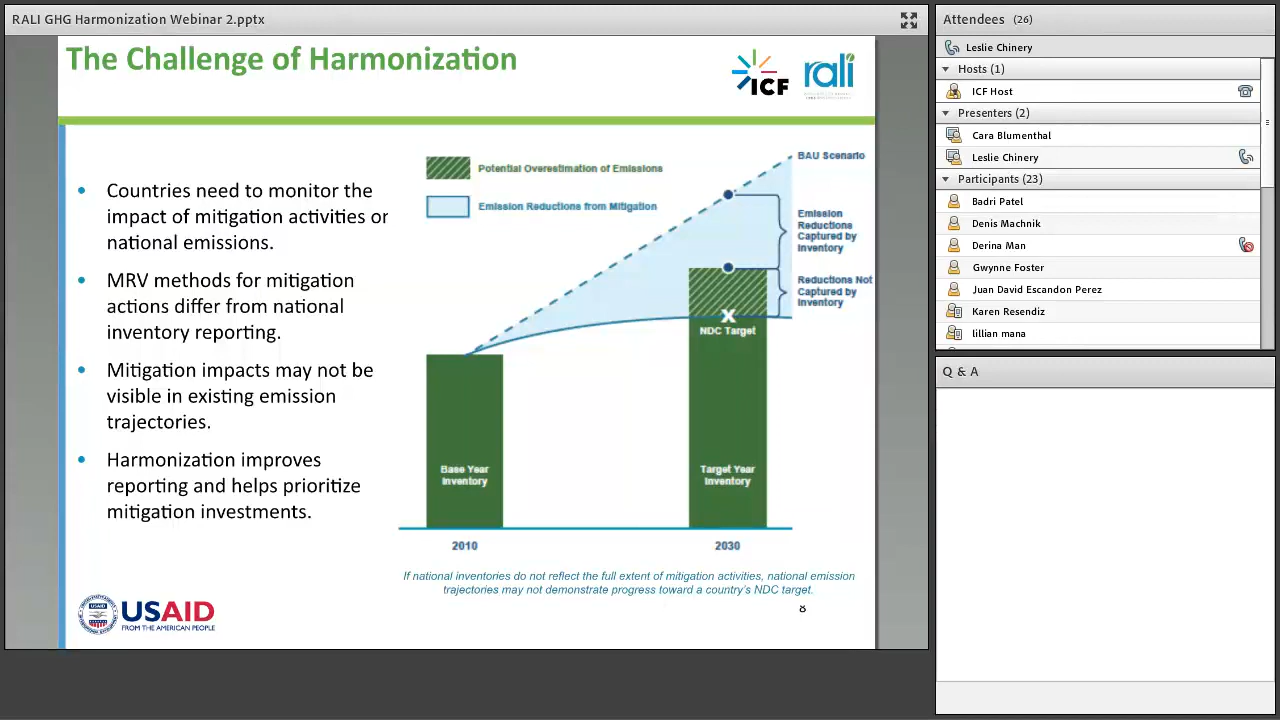 RALI GHG Harmonization Webinar 2.pptx
The Challenge of Harmonization
ICF
rali
Countries need to monitor the
impact of mitigation activities or
national emissions.
MRV methods for mitigation
actions differ from national
inventory reporting.
Mitigation impacts may not be
visible in existing emission
trajectories.
Harmonization improves
reporting and helps prioritize
mitigation investments.
Potential Overestimation of Emissions
Emission Reductions from Mitigation
BAU Scenario
Emission
Reductions
Captured by
Inventory
Reductions Not
Captured by
Inventory
X
NDC Target
Base Year
Inventory
Target Year
Inventory
2010
2030
If national inventories do not reflect the full extent of mitigation activities, national emission
trajectories may not demonstrate progress toward a country's NDC target.
8
USAID
FROM THE AMERICAN PEOPLE
Attendees (26)
Leslie Chinery
Hosts (1)
ICF Host
Presenters (2)
Cara Blumenthal
Leslie Chinery
Participants (23)
Badri Patel
Denis Machnik
Derina Man
Gwynne Foster
Juan David Escandon Perez
Karen Resendiz
lillian mana
Q & A